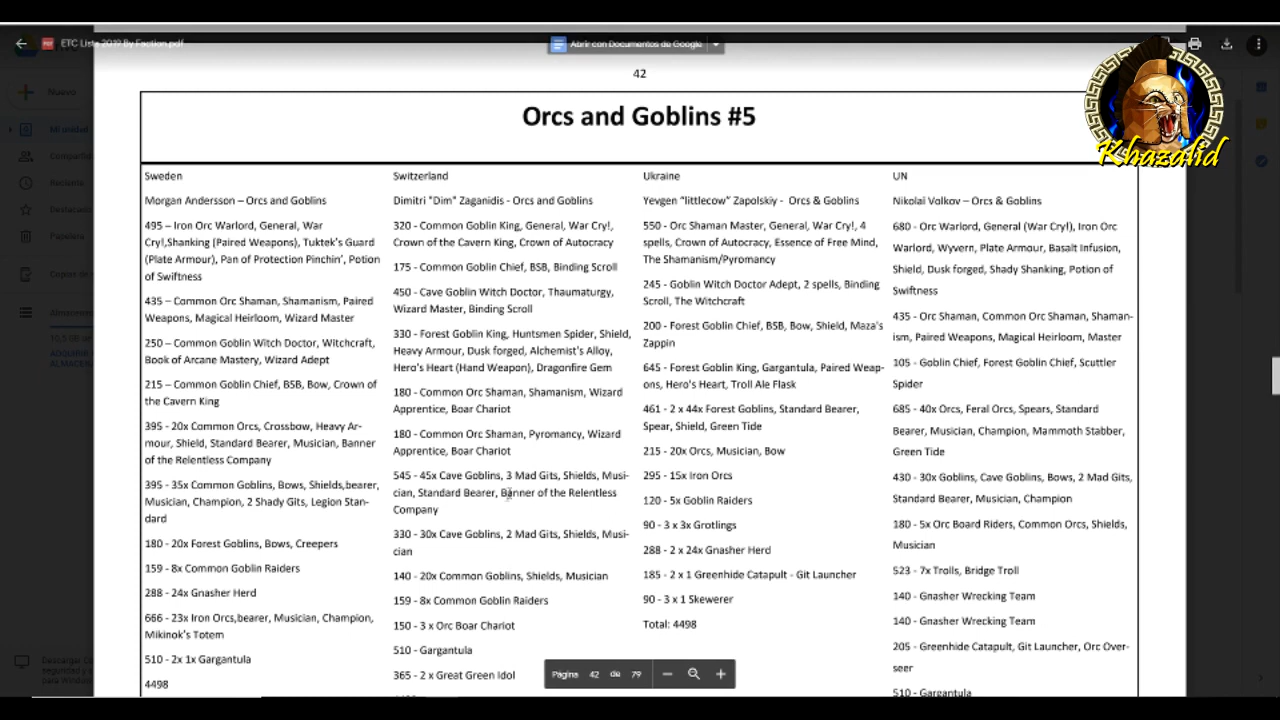 ETC Lists 2019 By Faction.pdf
Abrir con Documentos de Google
Khazalid
Nuevo
Mi unidad
42
Orcs and Goblins #5
Sweden
Morgan Andersson – Orcs and Goblins
495 – Iron Orc Warlord, General, War
Cry!,Shanking (Paired Weapons), Tuktek's Guard
(Plate Armour), Pan of Protection Pinchin', Potion
of Swiftness
435 – Common Orc Shaman, Shamanism, Paired
Weapons, Magical Heirloom, Wizard Master
250 – Common Goblin Witch Doctor, Witchcraft,
Book of Arcane Mastery, Wizard Adept
215 – Common Goblin Chief, BSB, Bow, Crown of
the Cavern King
395 - 20x Common Orcs, Crossbow, Heavy Ar-
mour, Shield, Standard Bearer, Musician, Banner
of the Relentless Company
395 - 35x Common Goblins, Bows, Shields,bearer,
Musician, Champion, 2 Shady Gits, Legion Stan-
dard
180 - 20x Forest Goblins, Bows, Creepers
159 - 8x Common Goblin Raiders
288 - 24x Gnasher Herd
666 - 23x Iron Orcs,bearer, Musician, Champion,
Mikinok's Totem
510 - 2x 1x Gargantula
4498
Switzerland
Dimitri "Dim" Zaganidis - Orcs and Goblins
320 - Common Goblin King, General, War Cry!,
Crown of the Cavern King, Crown of Autocracy
175 - Common Goblin Chief, BSB, Binding Scroll
450 - Cave Goblin Witch Doctor, Thaumaturgy,
Wizard Master, Binding Scroll
330 - Forest Goblin King, Huntsmen Spider, Shield,
Heavy Armour, Dusk forged, Alchemist's Alloy,
Hero's Heart (Hand Weapon), Dragonfire Gem
180 - Common Orc Shaman, Shamanism, Wizard
Apprentice, Boar Chariot
180 - Common Orc Shaman, Pyromancy, Wizard
Apprentice, Boar Chariot
545 - 45x Cave Goblins, 3 Mad Gits, Shields, Musi-
cian, Standard Bearer, Banner of the Relentless
Company
330 - 30x Cave Goblins, 2 Mad Gits, Shields, Musi-
cian
140 - 20x Common Goblins, Shields, Musician
159 - 8x Common Goblin Raiders
150 - 3 x Orc Boar Chariot
510 - Gargantula
365 - 2 x Great Green Idol
Ukraine
Yevgen "littlecow" Zapolskiy - Orcs & Goblins
550 - Orc Shaman Master, General, War Cry!, 4
spells, Crown of Autocracy, Essence of Free Mind,
The Shamanism/Pyromancy
245 - Goblin Witch Doctor Adept, 2 spells, Binding
Scroll, The Witchcraft
200 - Forest Goblin Chief, BSB, Bow, Shield, Maza's
Zappin
645 - Forest Goblin King, Gargantula, Paired Weap-
ons, Hero's Heart, Troll Ale Flask
461 - 2 x 44x Forest Goblins, Standard Bearer,
Spear, Shield, Green Tide
215 - 20x Orcs, Musician, Bow
295 - 15x Iron Orcs
120 - 5x Goblin Raiders
90 - 3 x 3x Grotlings
288 - 2 x 24x Gnasher Herd
185 - 2 x 1 Greenhide Catapult - Git Launcher
90 - 3 x 1 Skewerer
Total: 4498
UN
Nikolai Volkov – Orcs & Goblins
680 - Orc Warlord, General (War Cry!), Iron Orc
Warlord, Wyvern, Plate Armour, Basalt Infusion,
Shield, Dusk forged, Shady Shanking, Potion of
Swiftness
435 - Orc Shaman, Common Orc Shaman, Shaman-
ism, Paired Weapons, Magical Heirloom, Master
105 - Goblin Chief, Forest Goblin Chief, Scuttler
Spider
685 - 40x Orcs, Feral Orcs, Spears, Standard
Bearer, Musician, Champion, Mammoth Stabber,
Green Tide
430 - 30x Goblins, Cave Goblins, Bows, 2 Mad Gits,
Standard Bearer, Musician, Champion
180 - 5x Orc Boar Riders, Common Orcs, Shields,
Musician
523 - 7x Trolls, Bridge Troll
140 - Gnasher Wrecking Team
140 - Gnasher Wrecking Team
205 - Greenhide Catapult, Git Launcher, Orc Over-
seer
510 - Gargantula
Página 42 de 79